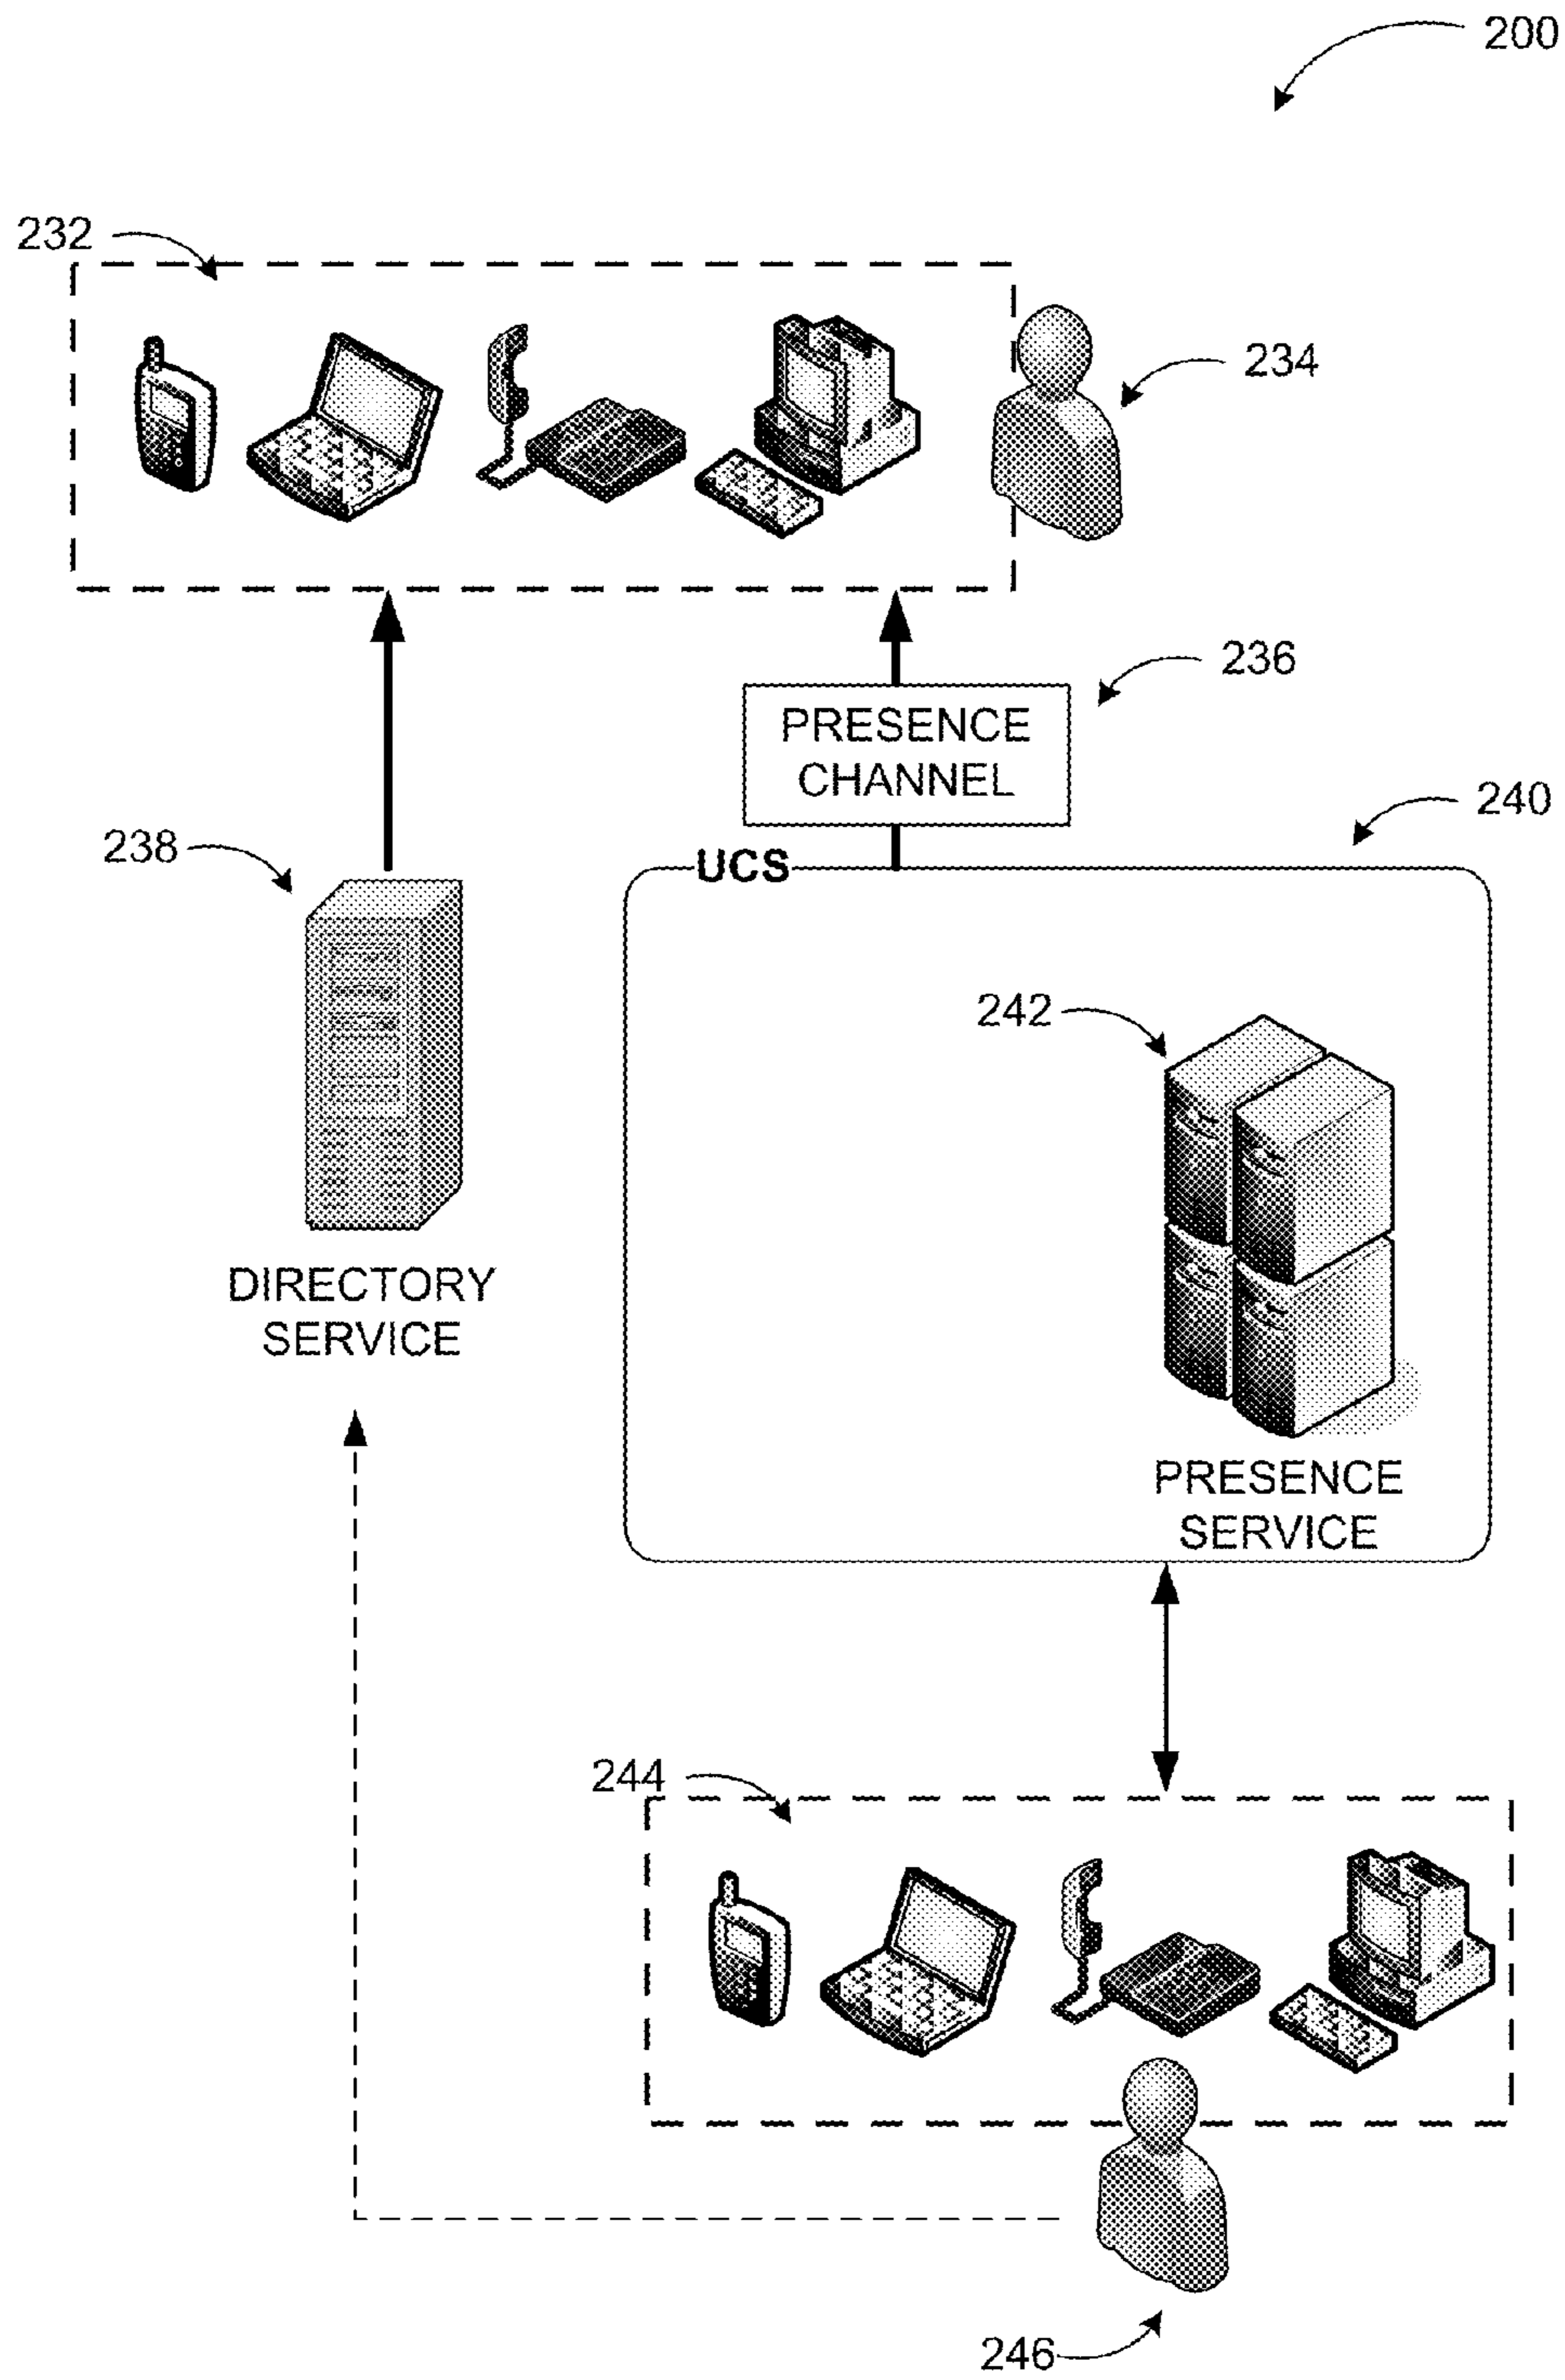 200
232
234
236
PRESENCE
CHANNEL
240
238
UCS
242
DIRECTORY
SERVICE
PRESENCE
SERVICE
244
246